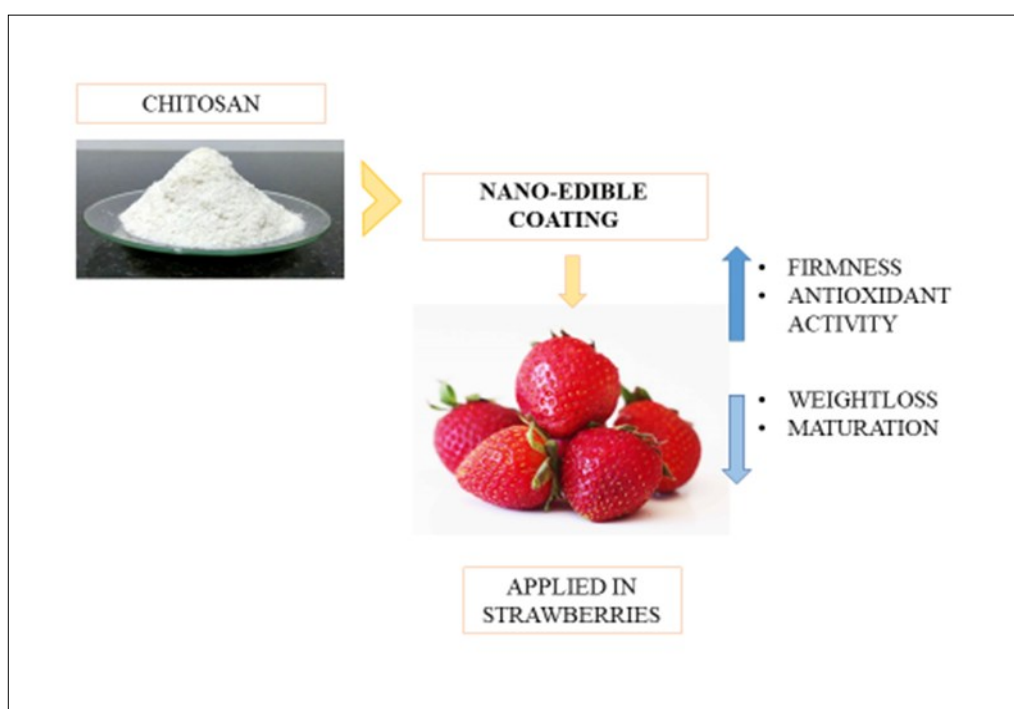 CHITOSAN
NANO-EDIBLE
COATING
• FIRMNESS
• ANTIOXIDANT
ACTIVITY
• WEIGHTLOSS
• MATURATION
APPLIED IN
STRAWBERRIES